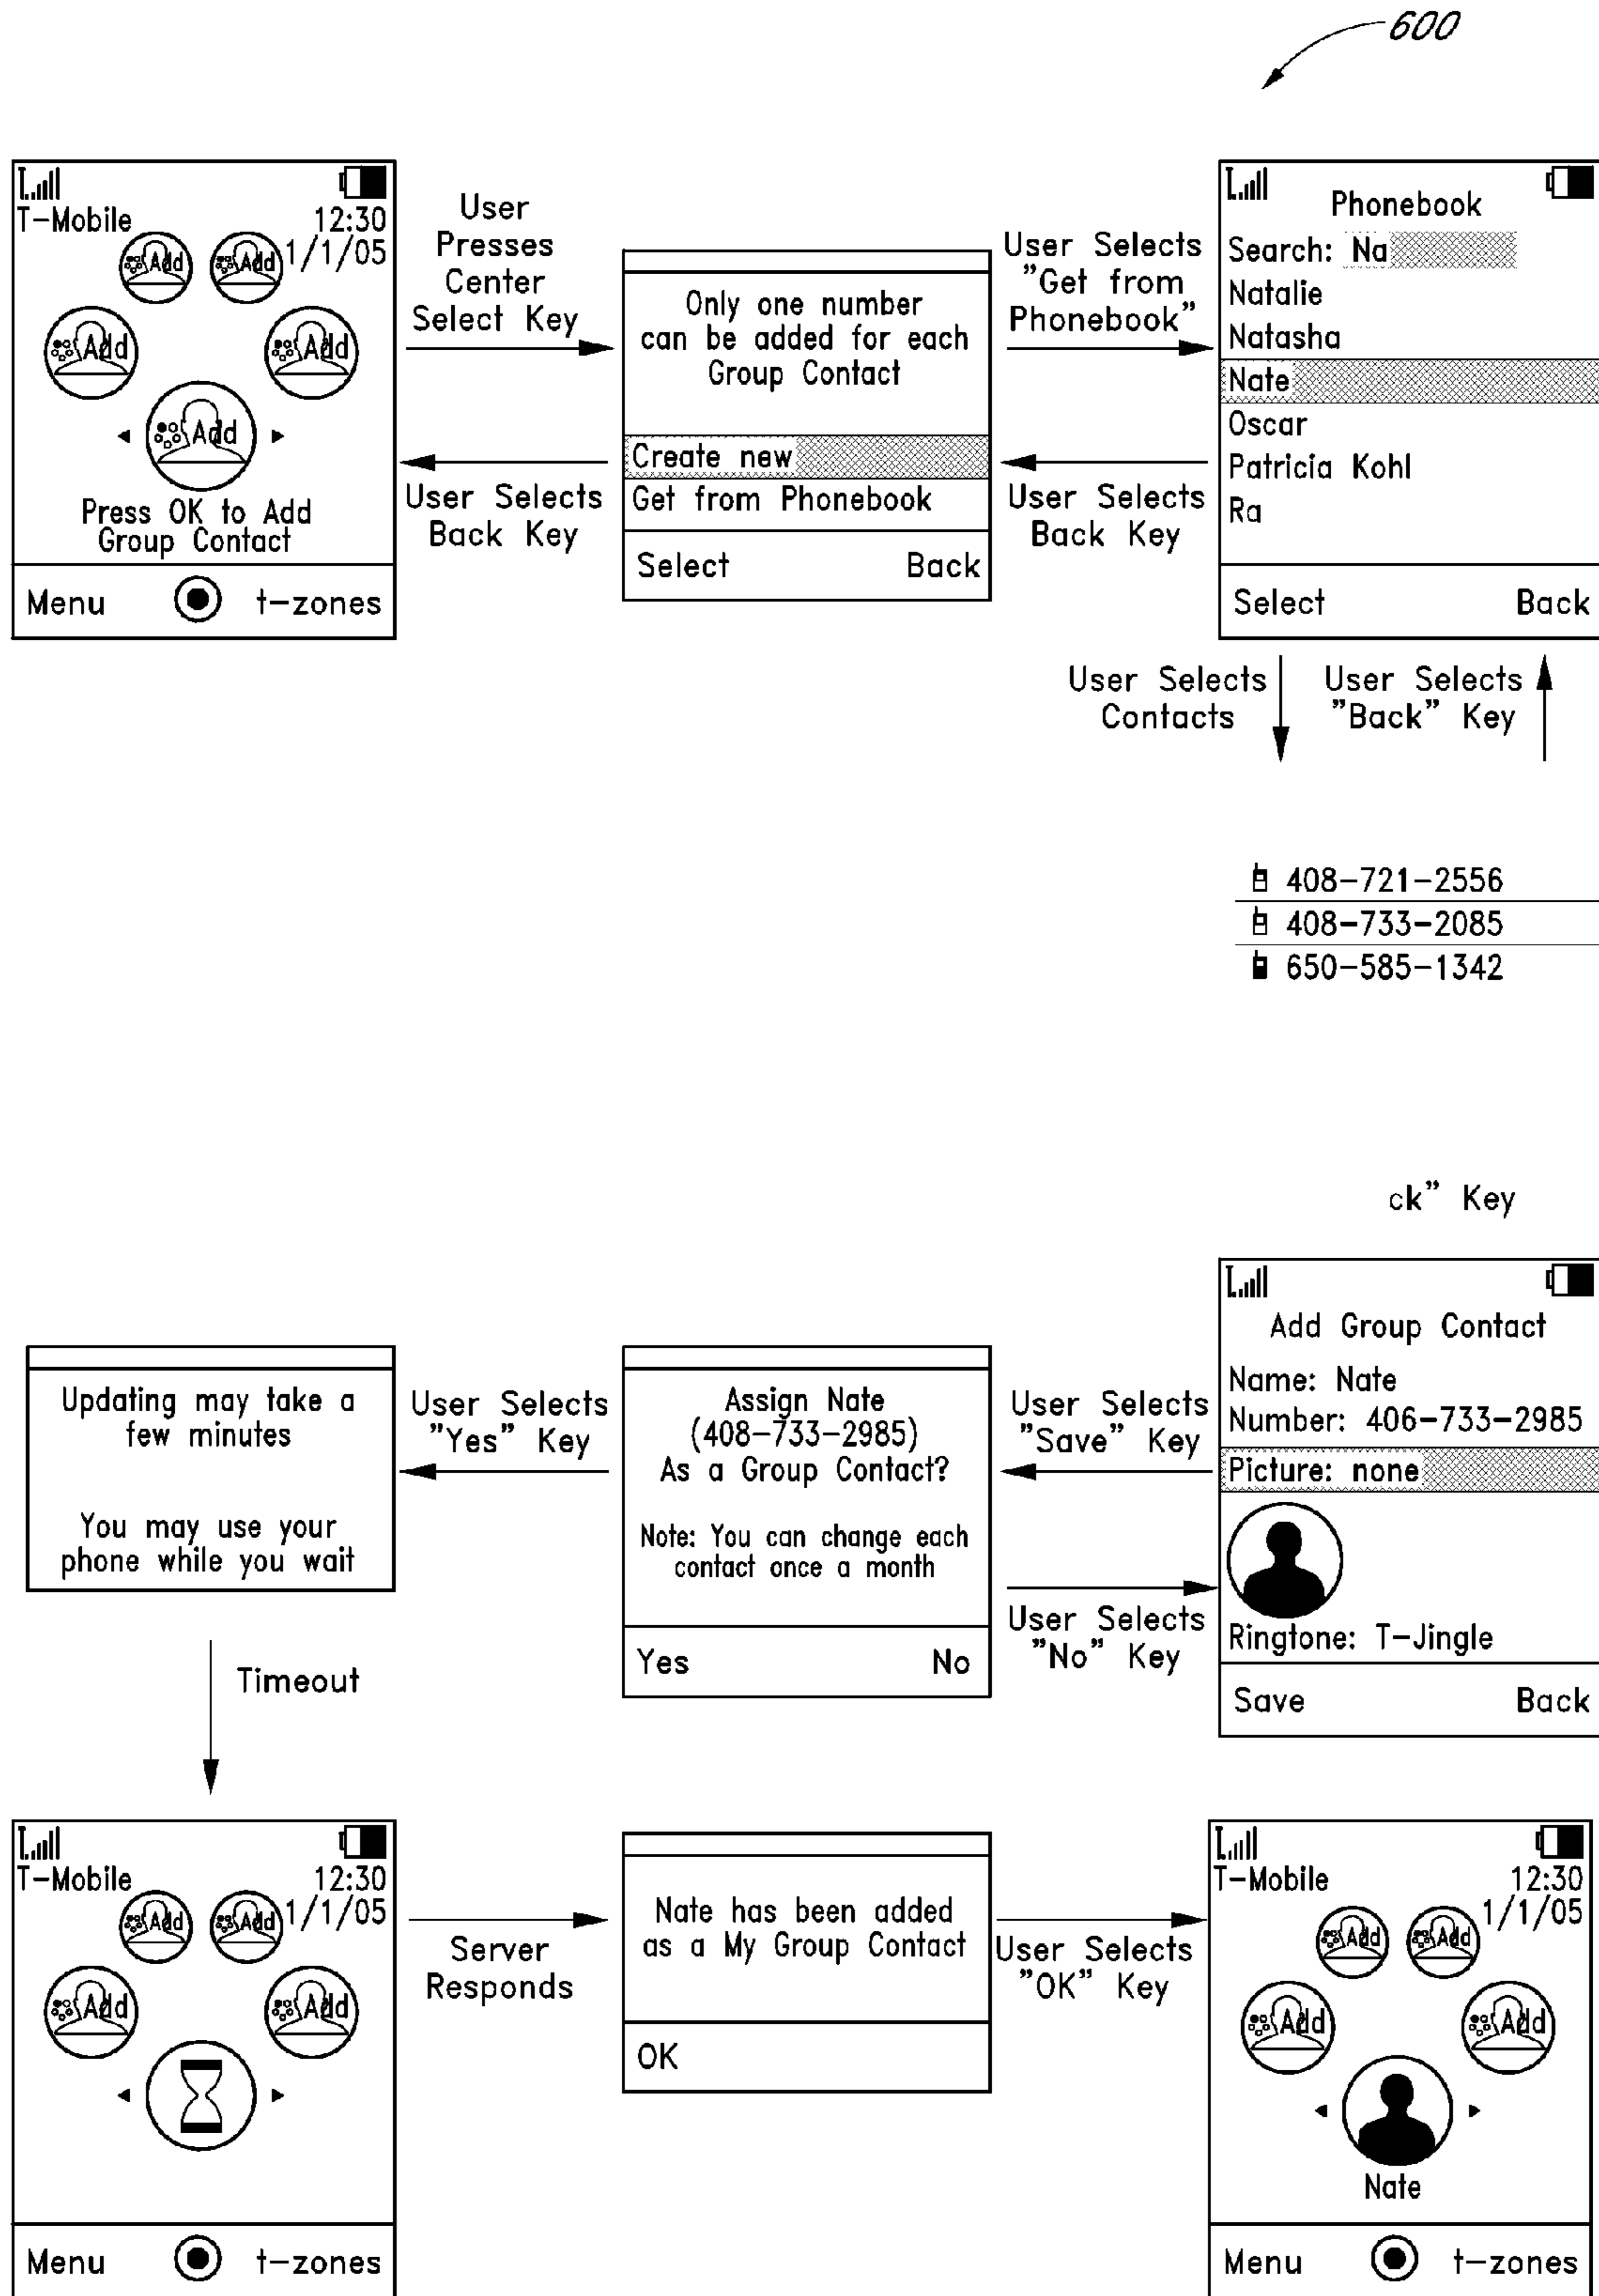 600
T-Mobile
12:30
1/1/05
Add
Add
Add
Add
Add
Press OK to Add
Group Contact
Menu
t-zones
User
Presses
Center
Select Key
User Selects
Back Key
Only one number
can be added for each
Group Contact
Create new
Get from Phonebook
Select
Back
User Selects
"Get from
Phonebook"
User Selects
Back Key
Phonebook
Search: Na
Natalie
Natasha
Nate
Oscar
Patricia Kohl
Ra
Select
Back
User Selects
Contacts
User Selects
"Back" Key
408-721-2556
408-733-2085
650-585-1342
ck" Key
Add Group Contact
Name: Nate
Number: 406-733-2985
Picture: none
Ringtone: T-Jingle
Save
Back
User Selects
"Save" Key
User Selects
"No" Key
Assign Nate
(408-733-2985)
As a Group Contact?
Note: You can change each
contact once a month
Yes
No
User Selects
"Yes" Key
Updating may take a
few minutes
You may use your
phone while you wait
Timeout
T-Mobile
12:30
1/1/05
Add
Add
Add
Add
Menu
t-zones
Server
Responds
Nate has been added
as a My Group Contact
OK
User Selects
"OK" Key
T-Mobile
12:30
1/1/05
Add
Add
Add
Add
Nate
Menu
t-zones